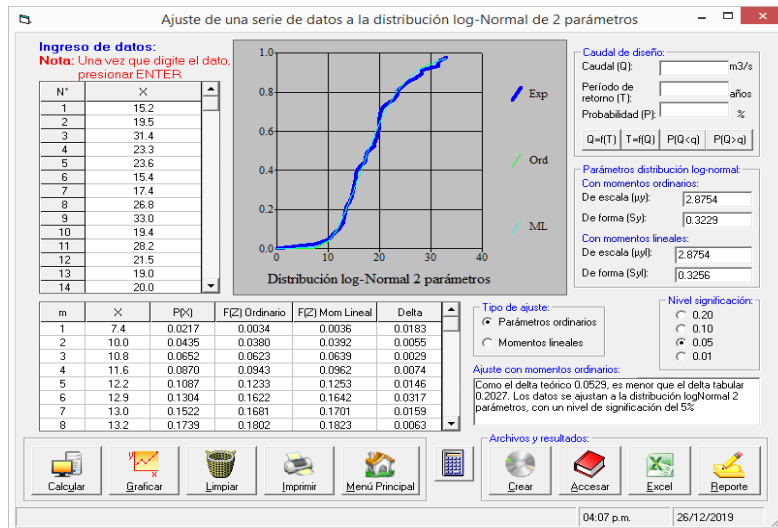 Ajuste de una serie de datos a la distribución log-Normal de 2 parámetros
Ingreso de datos:
Nota: Una vez que digite el dato,
presionar ENTER
N° X
1 15.2
2 19.5
3 31.4
4 23.3
5 23.6
6 15.4
7 17.4
8 26.8
9 33.0
10 19.4
11 28.2
12 21.5
13 19.0
14 20.0
1.0
0.8
0.6
0.4
0.2
0.0
0 10 20 30 40
Distribución log-Normal 2 parámetros
Exp
Ord
ML
Caudal de diseño:
Caudal (Q): m3/s
Período de
retorno (T): años
Probabilidad (P): %
Q=f(T) T=f(Q) P(Q<q) P(Q>q)
Parámetros distribución log-normal:
Con momentos ordinarios:
De escala (µy): 2.8754
De forma (Sy): 0.3229
Con momentos lineales:
De escala (µyl): 2.8754
De forma (Syl): 0.3256
m X P(X) F(Z) Ordinario F(Z) Mom Lineal Delta
1 7.4 0.0217 0.0034 0.0036 0.0183
2 10.0 0.0435 0.0380 0.0392 0.0055
3 10.8 0.0652 0.0623 0.0639 0.0029
4 11.6 0.0870 0.0943 0.0962 0.0074
5 12.2 0.1087 0.1233 0.1253 0.0146
6 12.9 0.1304 0.1622 0.1642 0.0317
7 13.0 0.1522 0.1681 0.1701 0.0159
8 13.2 0.1739 0.1802 0.1823 0.0063
Tipo de ajuste:
Parámetros ordinarios
Momentos lineales
Nivel significación:
0.20
0.10
0.05
0.01
Ajuste con momentos ordinarios:
Como el delta teórico 0.0529, es menor que el delta tabular
0.2027. Los datos se ajustan a la distribución logNormal 2
parámetros, con un nivel de significación del 5%
Calcular Graficar Limpiar Imprimir Menú Principal
Archivos y resultados:
Crear Accesar Excel Reporte
04:07 p.m. 26/12/2019